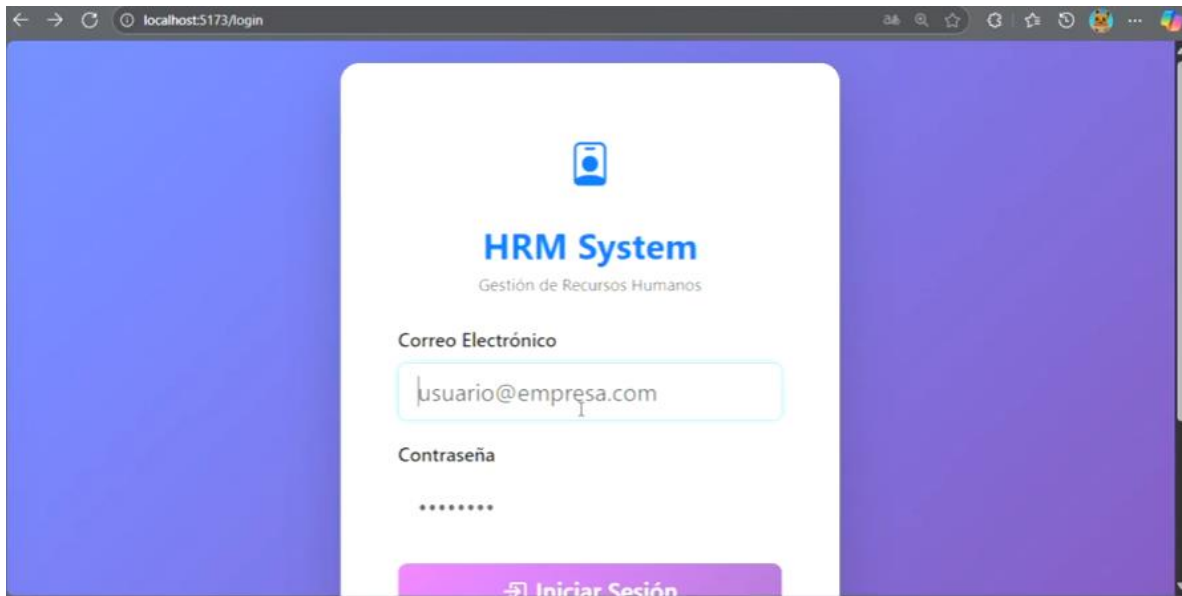 localhost:5173/login
HRM System
Gestión de Recursos Humanos
Correo Electrónico
usuario@empresa.com
Contraseña
••••••••
Iniciar Sesión